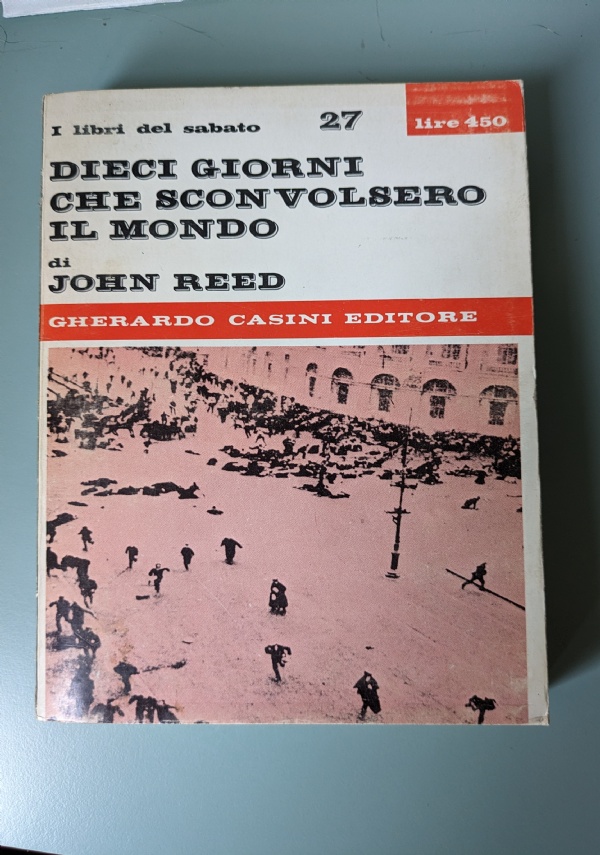 I libri del sabato 27 lire 450
DIECI GIORNI
CHE SCONVOLSERO
IL MONDO
di
JOHN REED
GHERARDO CASINI EDITORE